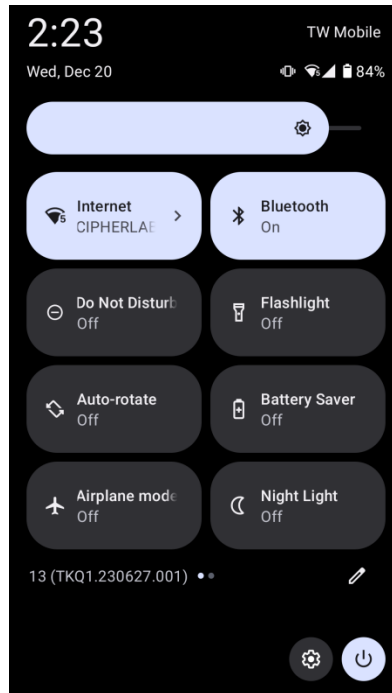 2:23
TW Mobile
Wed, Dec 20
84%
Internet
CIPHERLAE
Bluetooth
On
Do Not Disturb
Off
Flashlight
Off
Auto-rotate
Off
Battery Saver
Off
Airplane mode
Off
Night Light
Off
13 (TKQ1.230627.001)